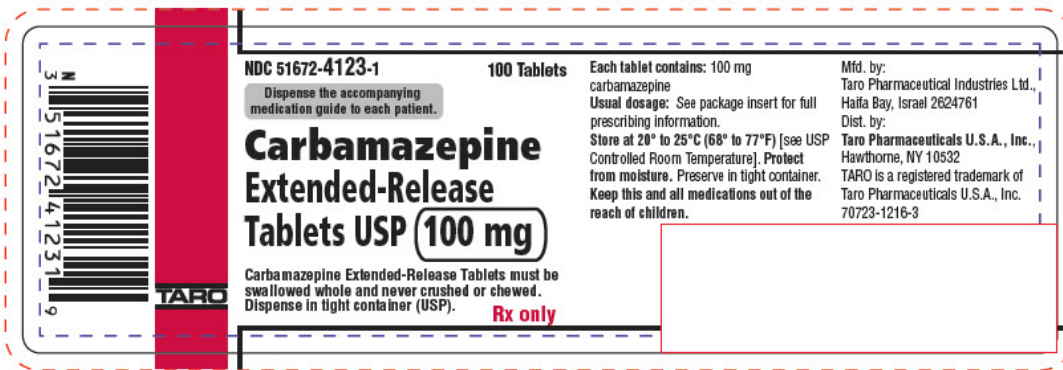 N
3 51672 41231 9
TARO
NDC 51672-4123-1 100 Tablets
Dispense the accompanying
medication guide to each patient.
Carbamazepine
Extended-Release
Tablets USP 100 mg
Carbamazepine Extended-Release Tablets must be
swallowed whole and never crushed or chewed.
Dispense in tight container (USP).
Rx only
Each tablet contains: 100 mg
carbamazepine
Usual dosage: See package insert for full
prescribing information.
Store at 20° to 25°C (68° to 77°F) [see USP
Controlled Room Temperature]. Protect
from moisture. Preserve in tight container.
Keep this and all medications out of the
reach of children.
Mfd. by:
Taro Pharmaceutical Industries Ltd.,
Haifa Bay, Israel 2624761
Dist. by:
Taro Pharmaceuticals U.S.A., Inc.,
Hawthorne, NY 10532
TARO is a registered trademark of
Taro Pharmaceuticals U.S.A., Inc.
70723-1216-3